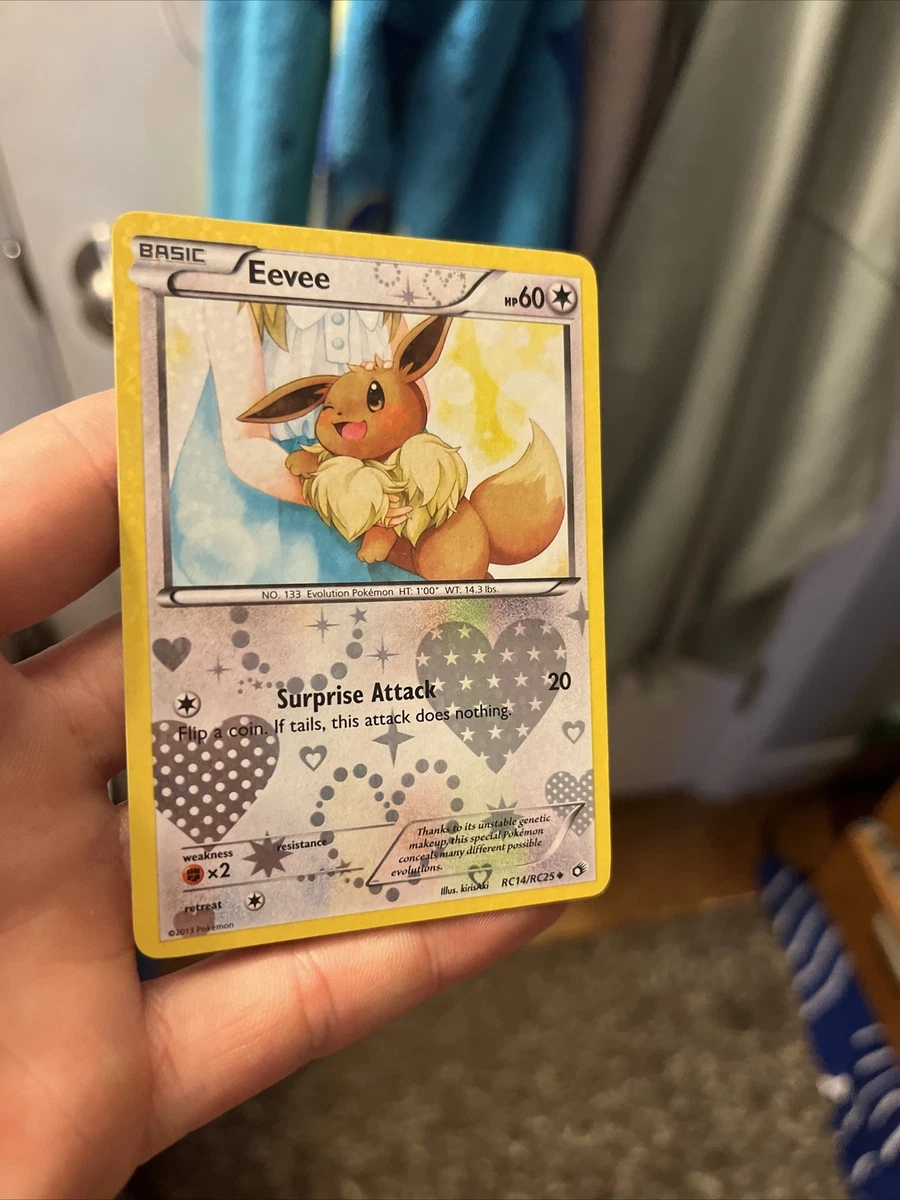 BASIC
Eevee
HP60
NO. 133 Evolution Pokémon HT: 1'00" WT: 14.3 lbs.
Surprise Attack 20
Flip a coin. If tails, this attack does nothing.
weakness
×2
resistance
Thanks to its unstable genetic
makeup, this special Pokémon
conceals many different possible
evolutions.
Illus. kirisAki RC14/RC25
retreat
©2013 Pokémon